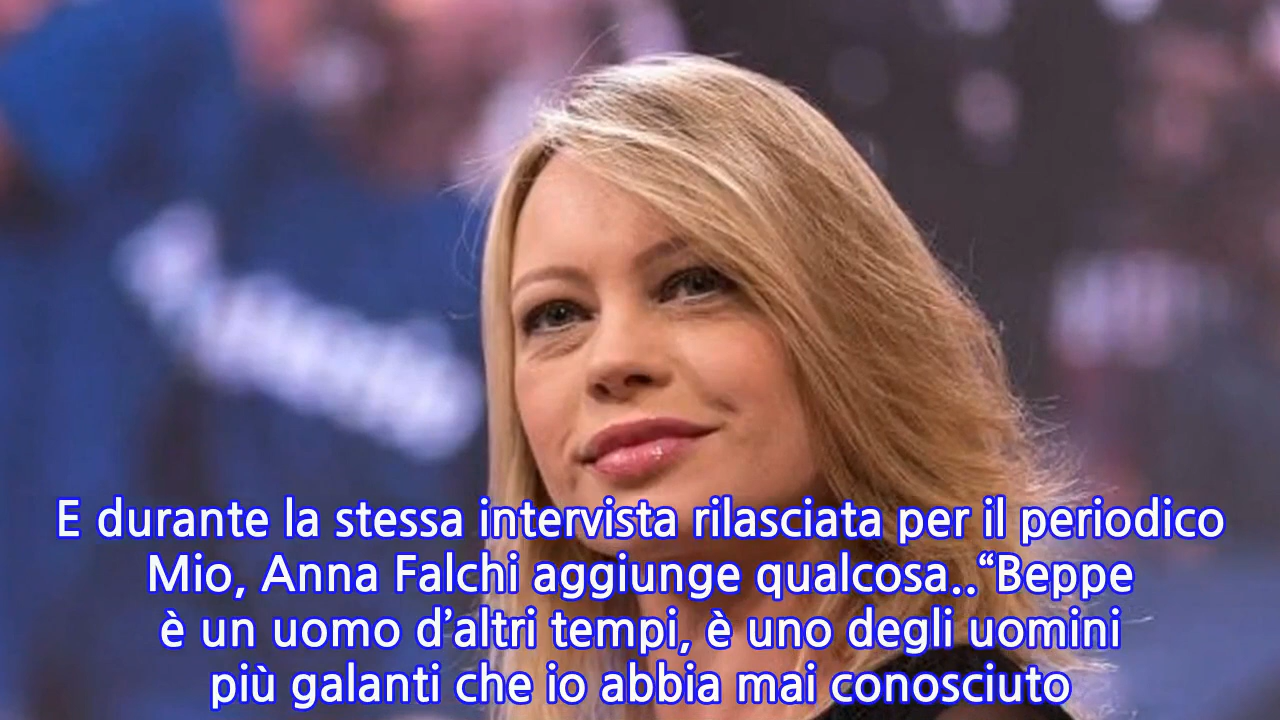 E durante la stessa intervista rilasciata per il periodico
Mio, Anna Falchi aggiunge qualcosa..“Beppe
è un uomo d’altri tempi, è uno degli uomini
più galanti che io abbia mai conosciuto